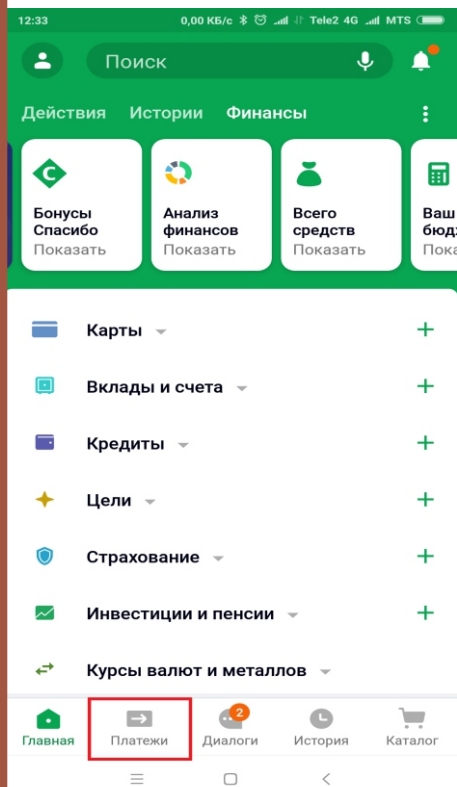 12:33 0,00 КБ/с Tele2 4G MTS
Поиск
Действия Истории Финансы
С
Бонусы Спасибо Показать
Анализ финансов Показать
Всего средств Показать
Ваш
Карты
Вклады и счета
Кредиты
Цели
Страхование
Инвестиции и пенсии
Курсы валют и металлов
2
Главная Платежи Диалоги История Каталог